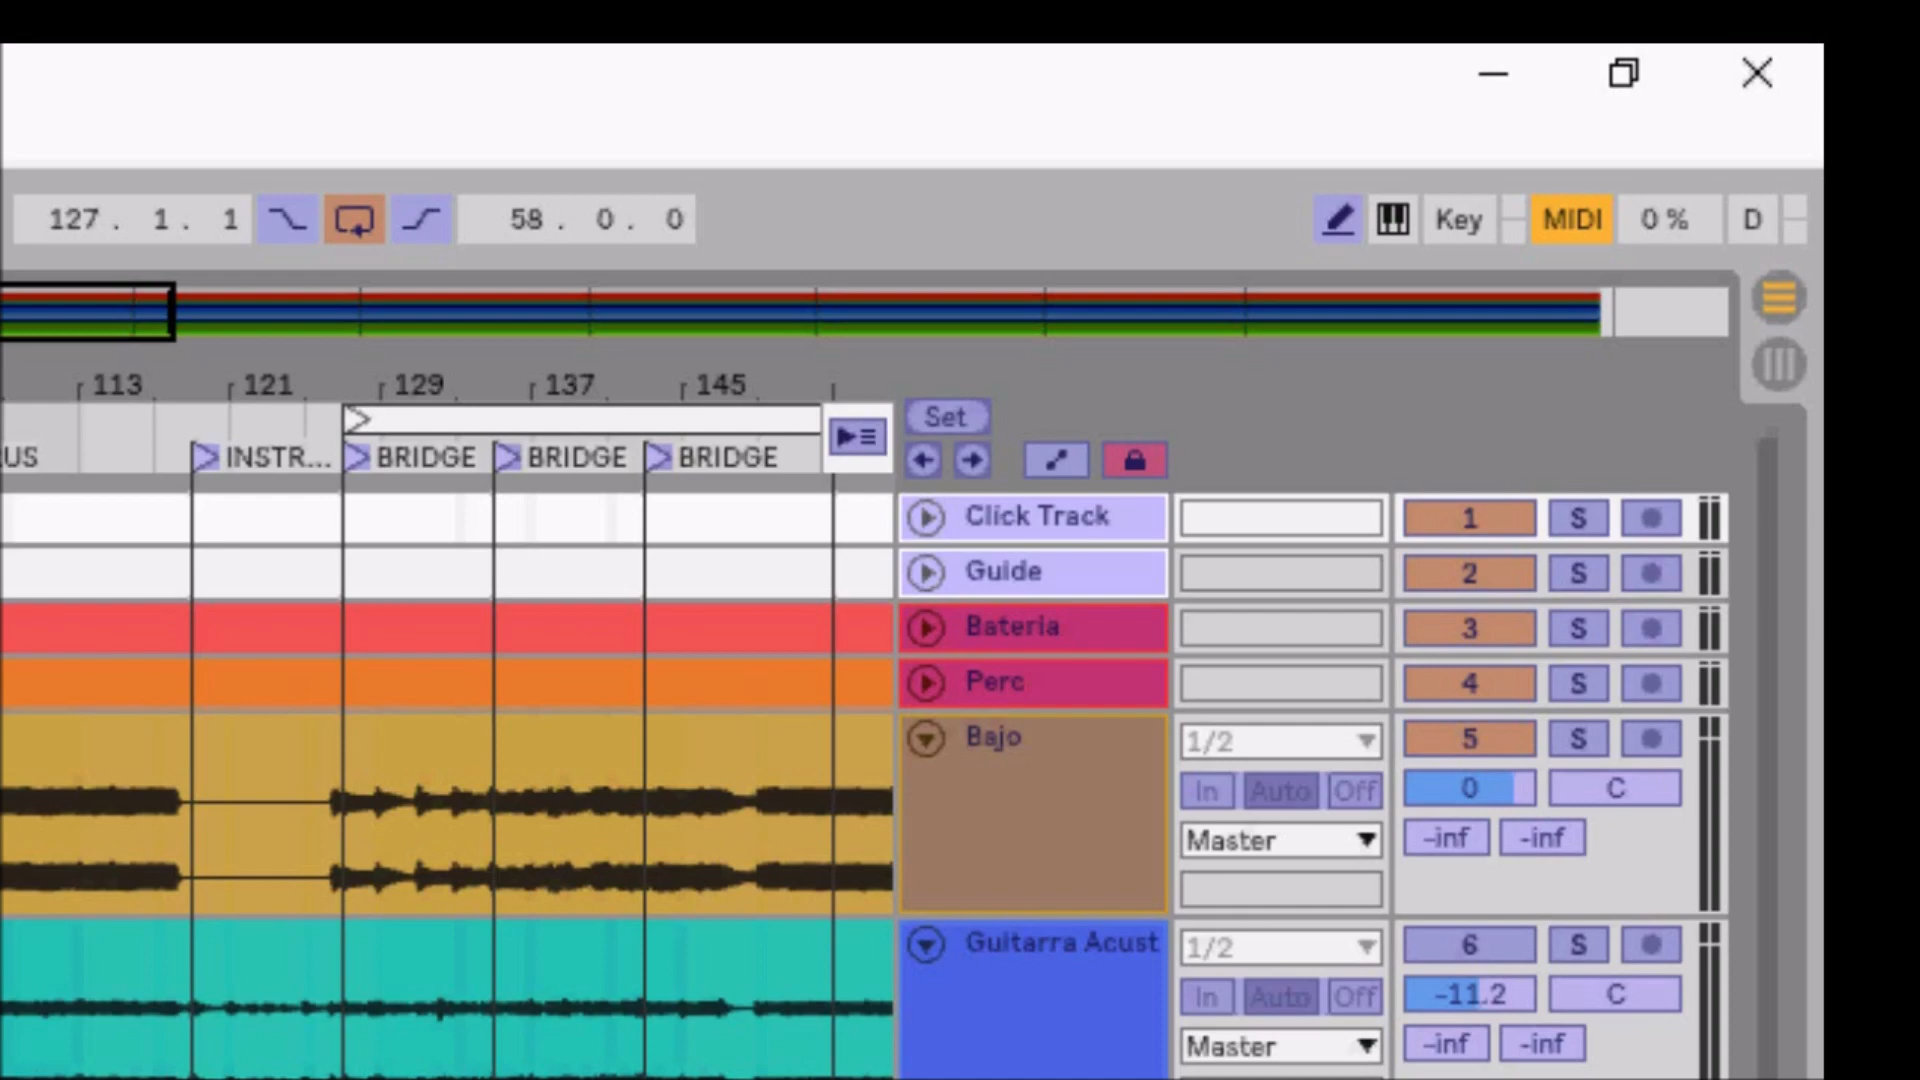 127. 1. 1 58. 0. 0 Key MIDI 0 % D
113 121 129 137 145
Set
US INSTR... BRIDGE BRIDGE BRIDGE
Click Track 1 S
Guide 2 S
Bateria 3 S
Perc 4 S
Bajo 1/2 5 S
In Auto Off 0 C
Master -inf -inf
Guitarra Acust 1/2 6 S
In Auto Off -11.2 C
Master -inf -inf